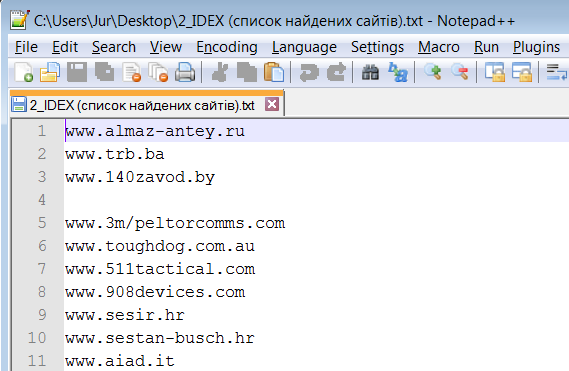 C:\Users\Jur\Desktop\2_IDEX (список найдених сайтів).txt - Notepad++
File Edit Search View Encoding Language Settings Macro Run Plugins
2_IDEX (список найдених сайтів).txt
1 www.almaz-antey.ru
2 www.trb.ba
3 www.140zavod.by
4
5 www.3m/peltorcomms.com
6 www.toughdog.com.au
7 www.511tactical.com
8 www.908devices.com
9 www.sesir.hr
10 www.sestan-busch.hr
11 www.aiad.it